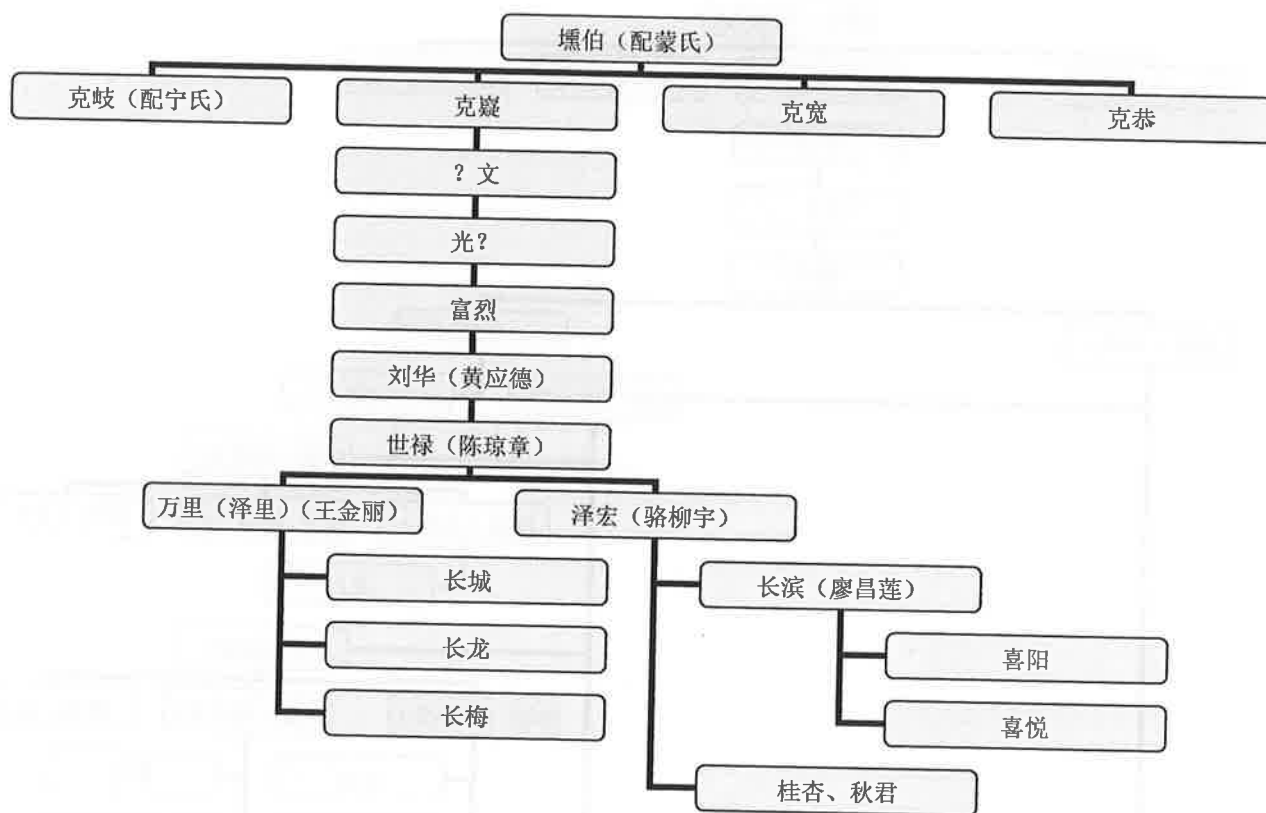 壎伯（配蒙氏）
克岐（配宁氏）
克嶷
克宽
克恭
？文
光？
富烈
刘华（黄应德）
世禄（陈琼章）
万里（泽里）（王金丽）
泽宏（骆柳宇）
长城
长滨（廖昌莲）
长龙
喜阳
长梅
喜悦
桂杏、秋君